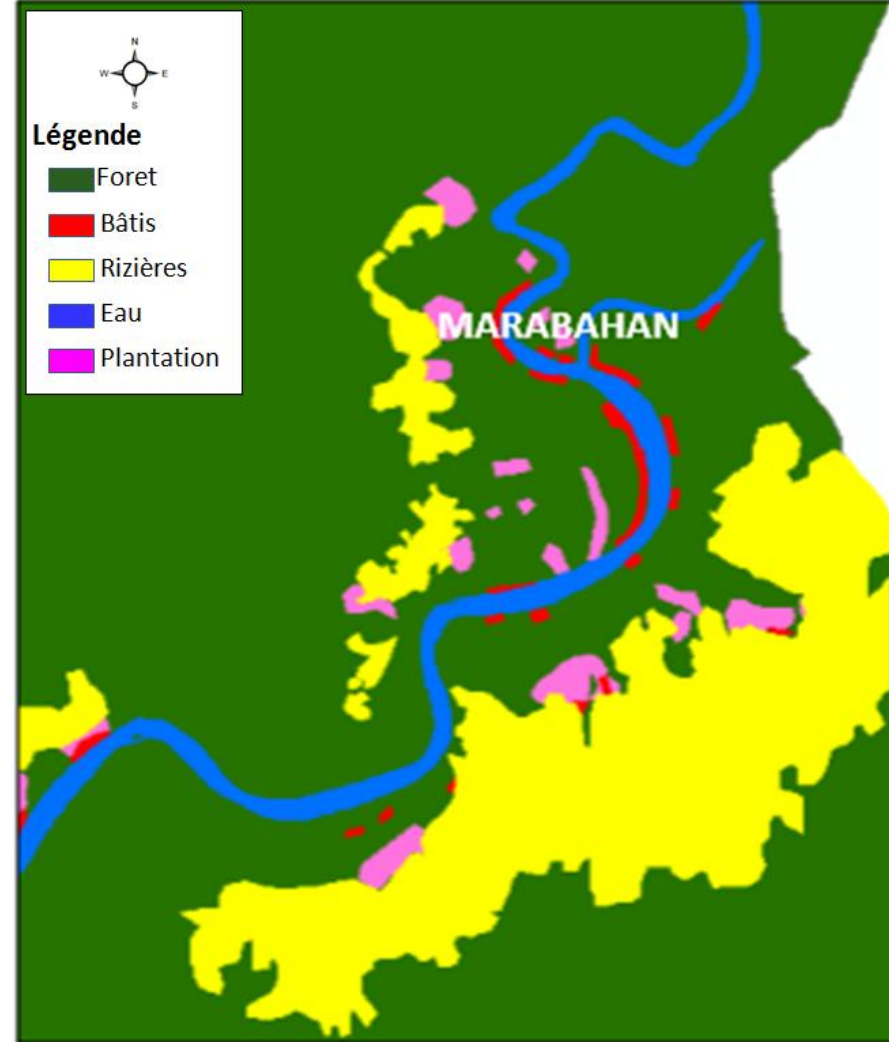 N
W E
S
Légende
Foret
Bâtis
Rizières
Eau
Plantation
MARABAHAN